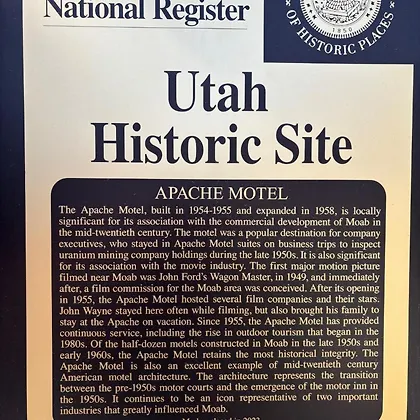 National Register
OF HISTORIC PLACES
1850
Utah
Historic Site
APACHE MOTEL
The Apache Motel, built in 1954-1955 and expanded in 1958, is locally
significant for its association with the commercial development of Moab in
the mid-twentieth century. The motel was a popular destination for company
executives, who stayed in Apache Motel suites on business trips to inspect
uranium mining company holdings during the late 1950s. It is also significant
for its association with the movie industry. The first major motion picture
filmed near Moab was John Ford's Wagon Master, in 1949, and immediately
after, a film commission for the Moab area was conceived. After its opening
in 1955, the Apache Motel hosted several film companies and their stars.
John Wayne stayed here often while filming, but also brought his family to
stay at the Apache on vacation. Since 1955, the Apache Motel has provided
continuous service, including the rise in outdoor tourism that began in the
1980s. Of the half-dozen motels constructed in Moab in the late 1950s and
early 1960s, the Apache Motel retains the most historical integrity. The
Apache Motel is also an excellent example of mid-twentieth century
American motel architecture. The architecture represents the transition
between the pre-1950s motor courts and the emergence of the motor inn in
the 1950s. It continues to be an icon representative of two important
industries that greatly influenced Moab.